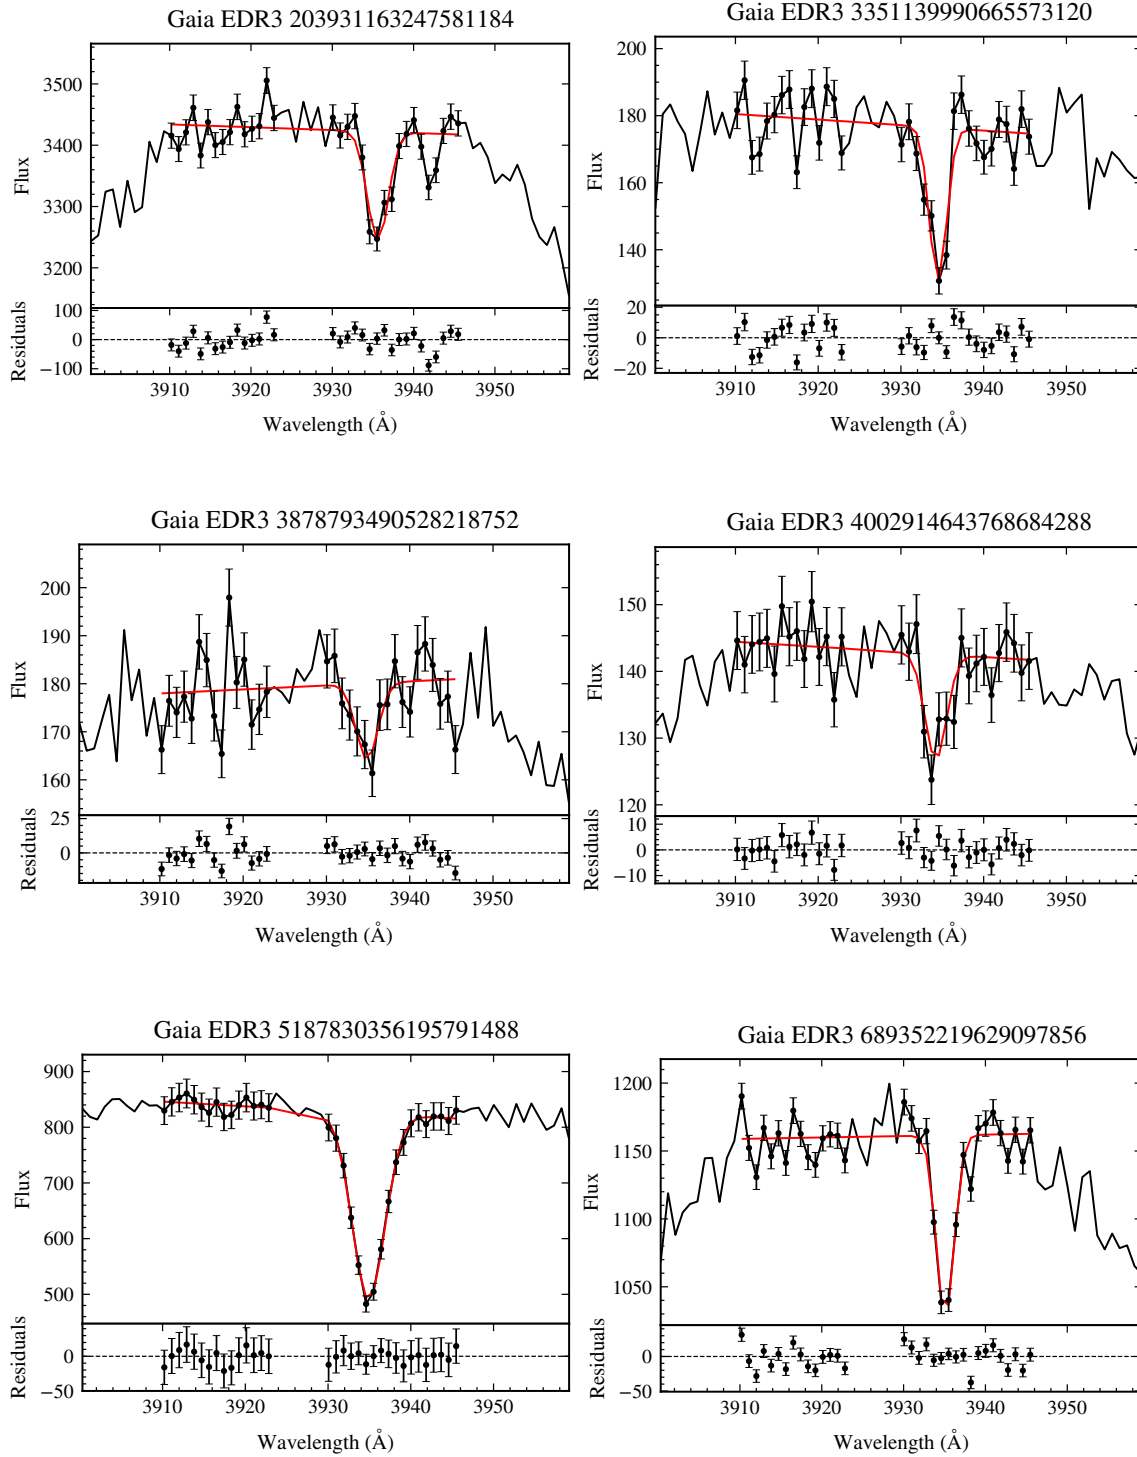 Gaia EDR3 203931163247581184
3500
3400
3300
3200
Flux
100
0
−100
Residuals
3910 3920 3930 3940 3950
Wavelength (Å)
Gaia EDR3 3351139990665573120
200
180
160
140
Flux
20
0
−20
Residuals
3910 3920 3930 3940 3950
Wavelength (Å)
Gaia EDR3 3878793490528218752
200
190
180
170
160
Flux
25
0
Residuals
3910 3920 3930 3940 3950
Wavelength (Å)
Gaia EDR3 4002914643768684288
150
140
130
120
Flux
10
0
−10
Residuals
3910 3920 3930 3940 3950
Wavelength (Å)
Gaia EDR3 5187830356195791488
900
800
700
600
500
Flux
0
−50
Residuals
3910 3920 3930 3940 3950
Wavelength (Å)
Gaia EDR3 689352219629097856
1200
1150
1100
1050
Flux
0
−50
Residuals
3910 3920 3930 3940 3950
Wavelength (Å)